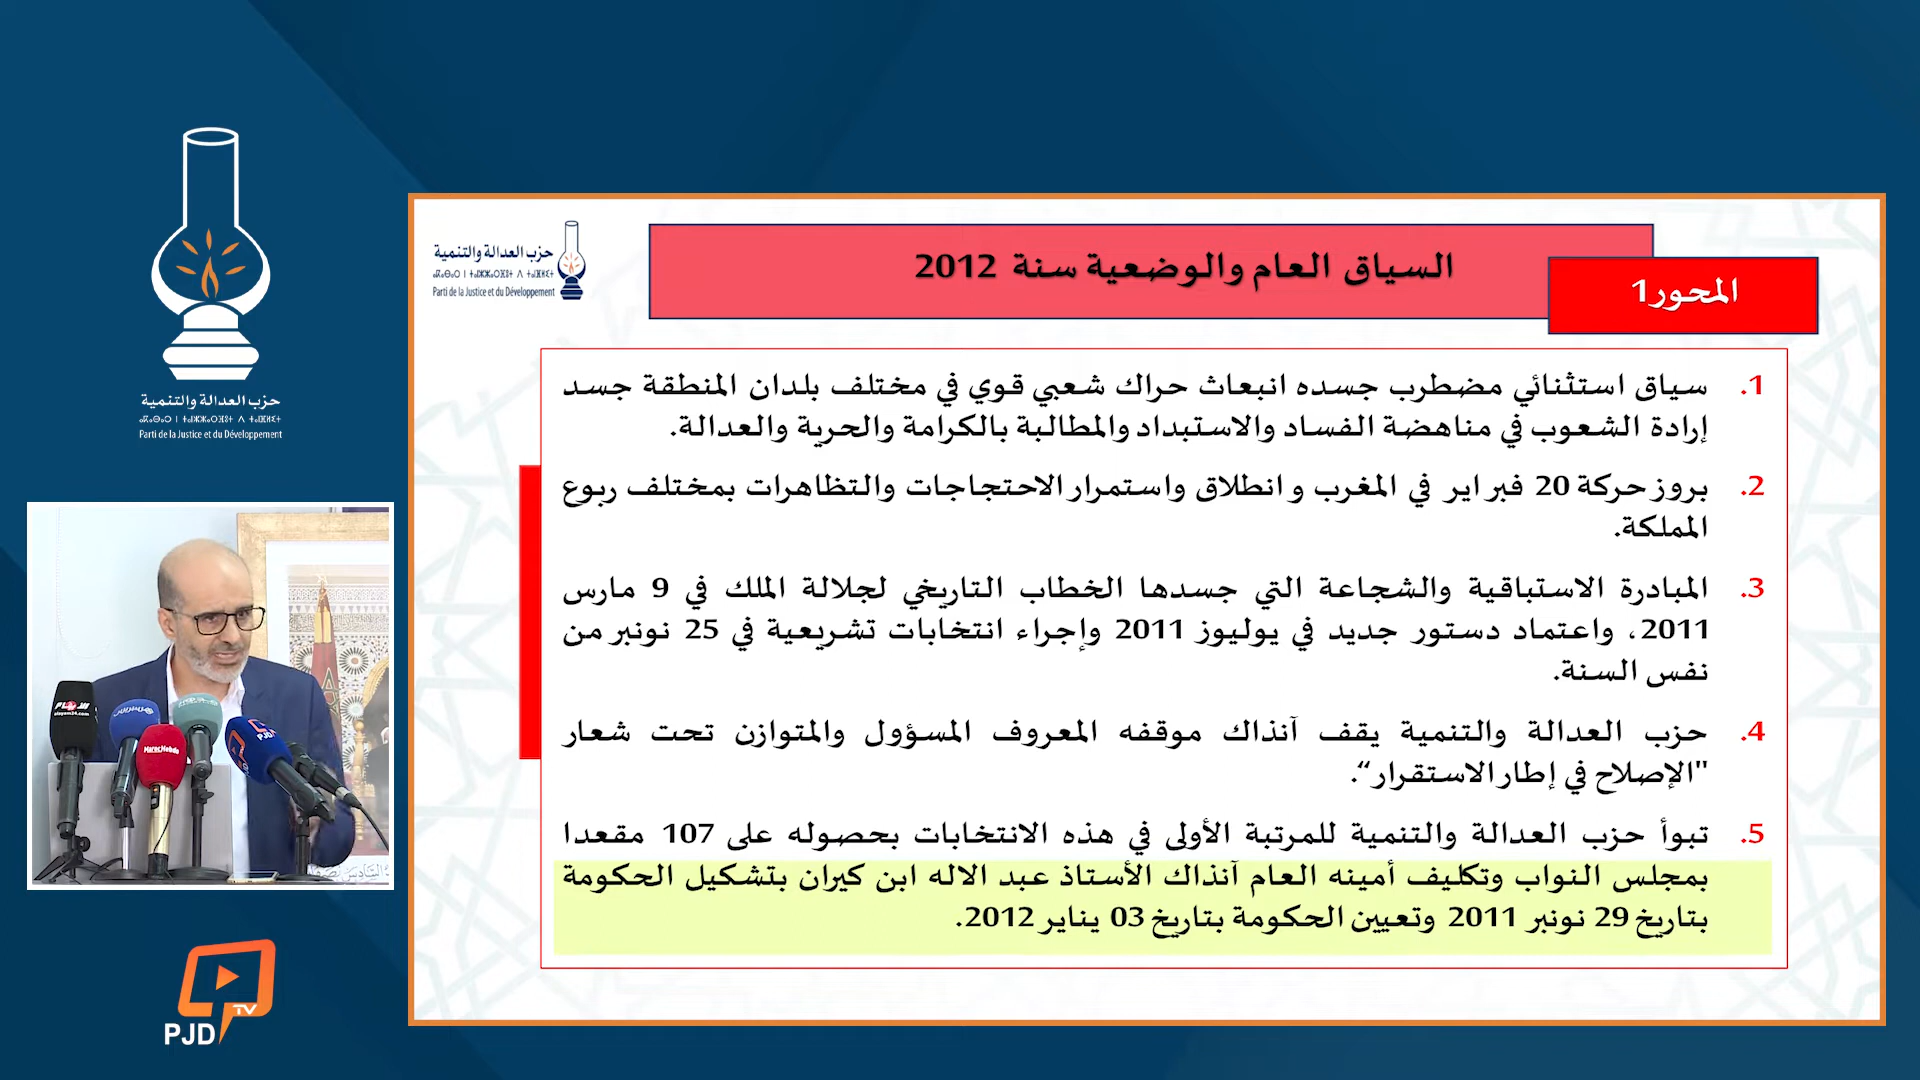 حزب العدالة والتنمية
Parti de la Justice et du Développement
السياق العام والوضعية سنة 2012
المحور1
حزب العدالة والتنمية
Parti de la Justice et du Développement
1. سياق استثنائي مضطرب جسده انبعاث حراك شعبي قوي في مختلف بلدان المنطقة جسد
إرادة الشعوب في مناهضة الفساد والاستبداد والمطالبة بالكرامة والحرية والعدالة.
2. بروز حركة 20 فبراير في المغرب وانطلاق واستمرار الاحتجاجات والتظاهرات بمختلف ربوع
المملكة.
3. المبادرة الاستباقية والشجاعة التي جسدها الخطاب التاريخي لجلالة الملك في 9 مارس
2011، واعتماد دستور جديد في يوليوز 2011 وإجراء انتخابات تشريعية في 25 نونبر من
نفس السنة.
4. حزب العدالة والتنمية يقف آنذاك موقفه المعروف المسؤول والمتوازن تحت شعار
"الإصلاح في إطار الاستقرار“.
5. تبوأ حزب العدالة والتنمية للمرتبة الأولى في هذه الانتخابات بحصوله على 107 مقعدا
بمجلس النواب وتكليف أمينه العام آنذاك الأستاذ عبد الاله ابن كيران بتشكيل الحكومة
بتاريخ 29 نونبر 2011 وتعيين الحكومة بتاريخ 03 يناير 2012.
الأيام
alayam24.com
PJD
TV
PJD